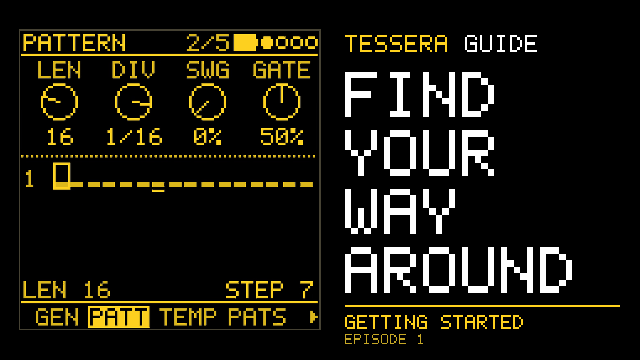 PATTERN 2/5
LEN DIV SWG GATE
16 1/16 0% 50%
1
LEN 16 STEP 7
GEN PATT TEMP PATS
TESSERA GUIDE
FIND
YOUR
WAY
AROUND
GETTING STARTED
EPISODE 1